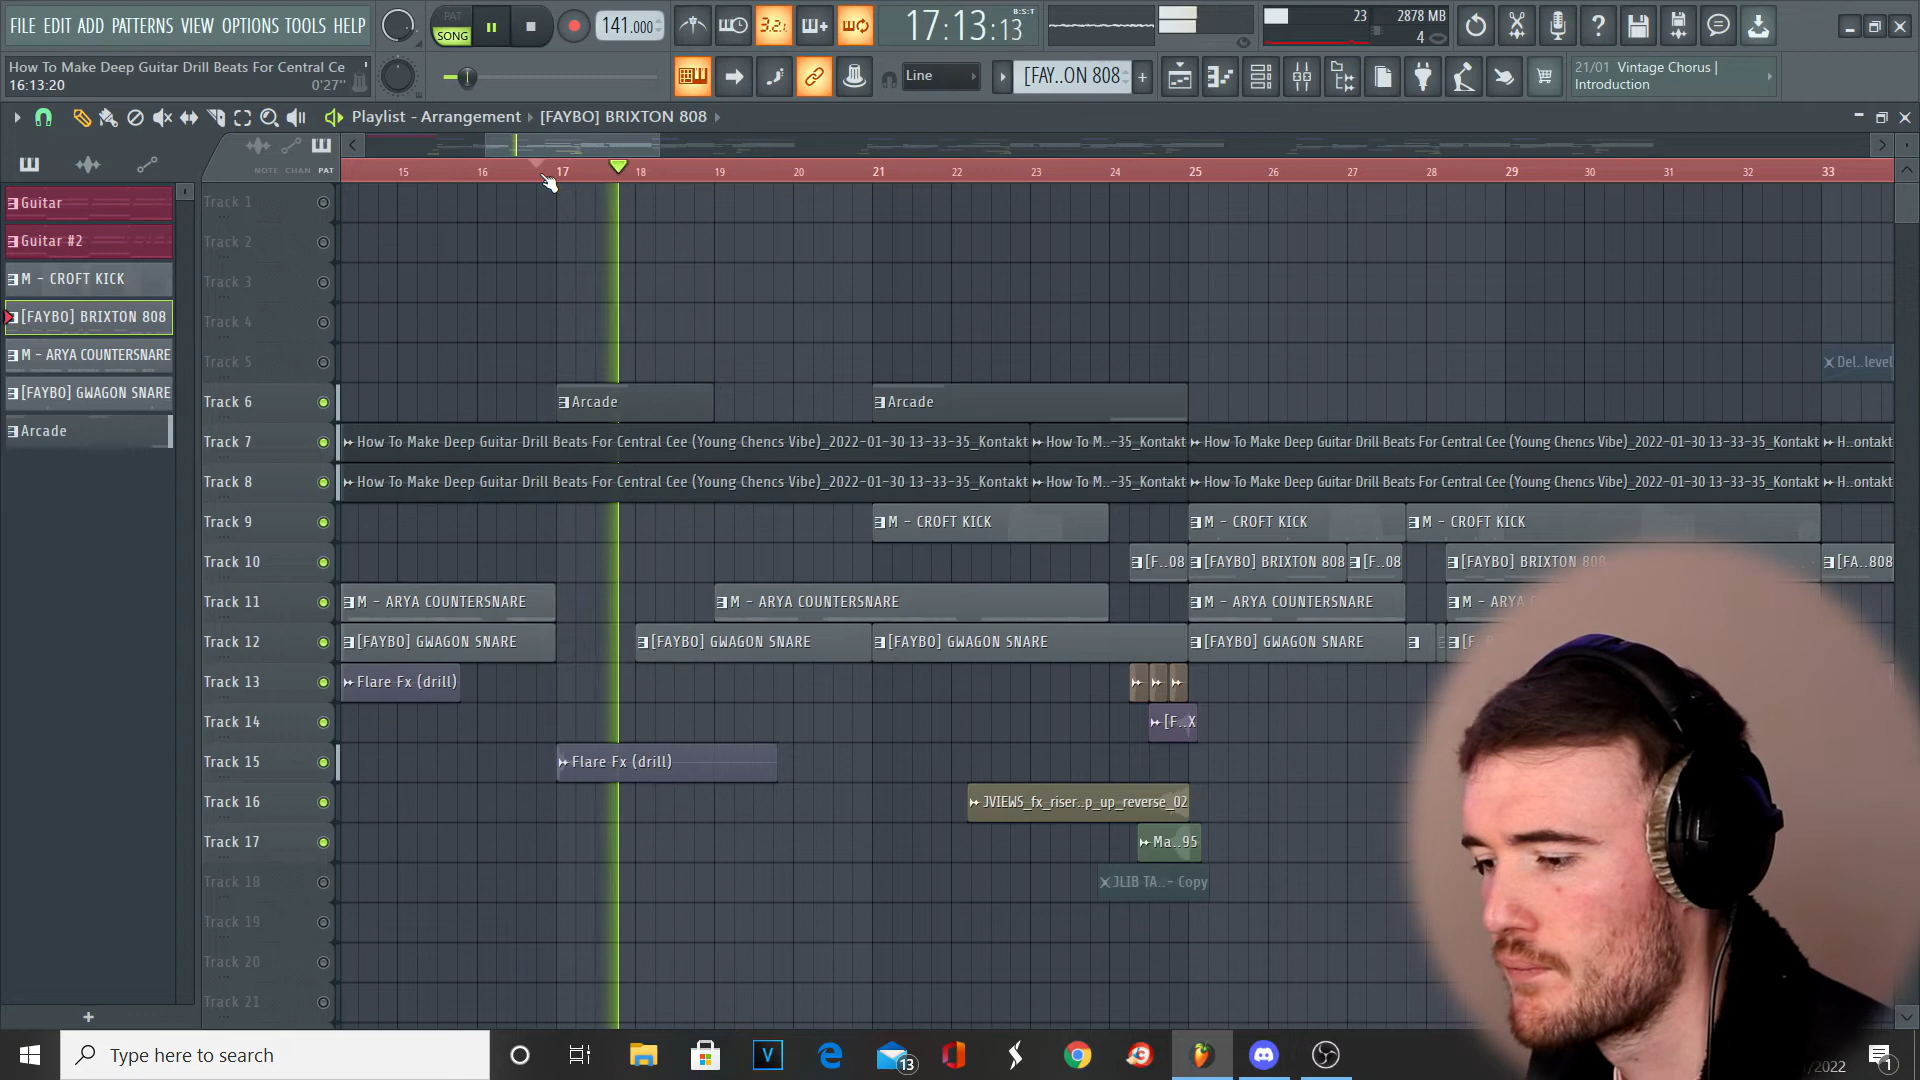 FILE EDIT ADD PATTERNS VIEW OPTIONS TOOLS HELP
PAT
SONG
141.000
3.2.
17:13:13
B:S:T
23
2878 MB
4
How To Make Deep Guitar Drill Beats For Central Ce
16:13:20
0'27"
Line
[FAY..ON 808
21/01 Vintage Chorus |
Introduction
Playlist - Arrangement
[FAYBO] BRIXTON 808
NOTE CHAN PAT
15 16 17 18 19 20 21 22 23 24 25 26 27 28 29 30 31 32 33
Guitar
Guitar #2
M - CROFT KICK
[FAYBO] BRIXTON 808
M - ARYA COUNTERSNARE
[FAYBO] GWAGON SNARE
Arcade
Track 1
Track 2
Track 3
Track 4
Track 5
Del..level
Track 6
Arcade
Arcade
Track 7
How To Make Deep Guitar Drill Beats For Central Cee (Young Chencs Vibe)_2022-01-30 13-33-35_Kontakt
How To M..-35_Kontakt
How To Make Deep Guitar Drill Beats For Central Cee (Young Chencs Vibe)_2022-01-30 13-33-35_Kontakt
H..ontakt
Track 8
How To Make Deep Guitar Drill Beats For Central Cee (Young Chencs Vibe)_2022-01-30 13-33-35_Kontakt
How To M..-35_Kontakt
How To Make Deep Guitar Drill Beats For Central Cee (Young Chencs Vibe)_2022-01-30 13-33-35_Kontakt
H..ontakt
Track 9
M - CROFT KICK
M - CROFT KICK
M - CROFT KICK
Track 10
[F..08
[FAYBO] BRIXTON 808
[F..08
[FAYBO] BRIXTON 808
[FA..808
Track 11
M - ARYA COUNTERSNARE
M - ARYA COUNTERSNARE
M - ARYA COUNTERSNARE
M - ARYA
Track 12
[FAYBO] GWAGON SNARE
[FAYBO] GWAGON SNARE
[FAYBO] GWAGON SNARE
[FAYBO] GWAGON SNARE
Track 13
Flare Fx (drill)
Track 14
[F..X
Track 15
Flare Fx (drill)
Track 16
JVIEWS_fx_riser..p_up_reverse_02
Track 17
Ma..95
Track 18
JLIB TA..- Copy
Track 19
Track 20
Track 21
Type here to search
13
/2022
1